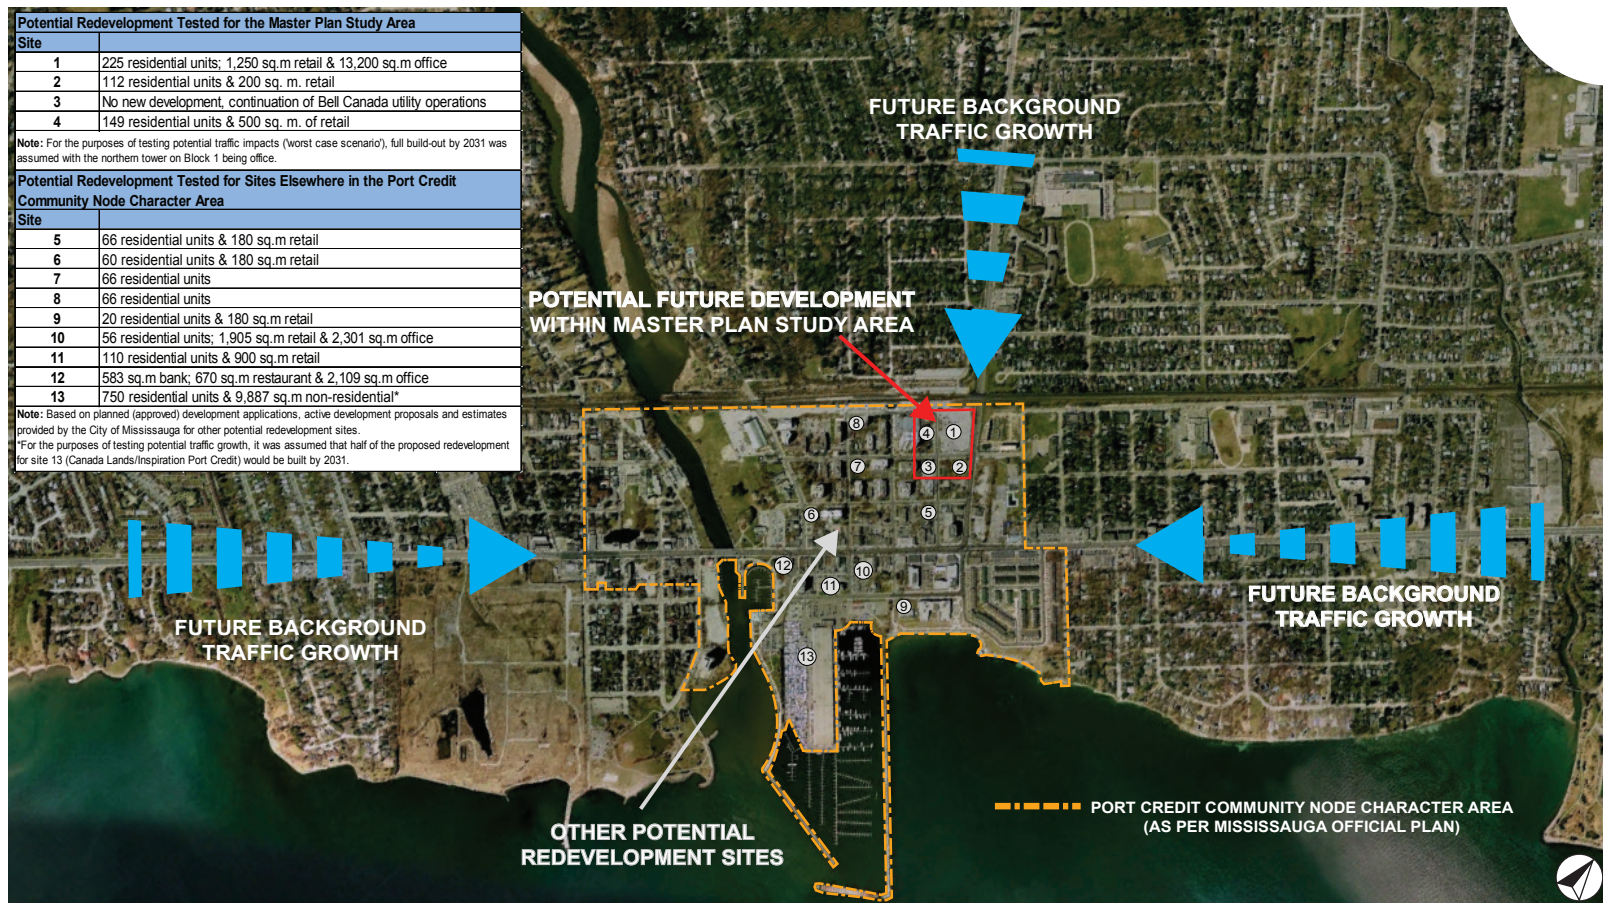 Potential Redevelopment Tested for the Master Plan Study Area
Site
1 225 residential units; 1,250 sq.m retail & 13,200 sq.m office
2 112 residential units & 200 sq. m. retail
3 No new development, continuation of Bell Canada utility operations
4 149 residential units & 500 sq. m. of retail
Note: For the purposes of testing potential traffic impacts ('worst case scenario'), full build-out by 2031 was
assumed with the northern tower on Block 1 being office.
Potential Redevelopment Tested for Sites Elsewhere in the Port Credit
Community Node Character Area
Site
5 66 residential units & 180 sq.m retail
6 60 residential units & 180 sq.m retail
7 66 residential units
8 66 residential units
9 20 residential units & 180 sq.m retail
10 56 residential units; 1,905 sq.m retail & 2,301 sq.m office
11 110 residential units & 900 sq.m retail
12 583 sq.m bank; 670 sq.m restaurant & 2,109 sq.m office
13 750 residential units & 9,887 sq.m non-residential*
Note: Based on planned (approved) development applications, active development proposals and estimates
provided by the City of Mississauga for other potential redevelopment sites.
*For the purposes of testing potential traffic growth, it was assumed that half of the proposed redevelopment
for site 13 (Canada Lands/Inspiration Port Credit) would be built by 2031.
FUTURE BACKGROUND
TRAFFIC GROWTH
POTENTIAL FUTURE DEVELOPMENT
WITHIN MASTER PLAN STUDY AREA
8
4
1
7
3
2
6
5
12
10
11
9
13
FUTURE BACKGROUND
TRAFFIC GROWTH
FUTURE BACKGROUND
TRAFFIC GROWTH
OTHER POTENTIAL
REDEVELOPMENT SITES
PORT CREDIT COMMUNITY NODE CHARACTER AREA
(AS PER MISSISSAUGA OFFICIAL PLAN)